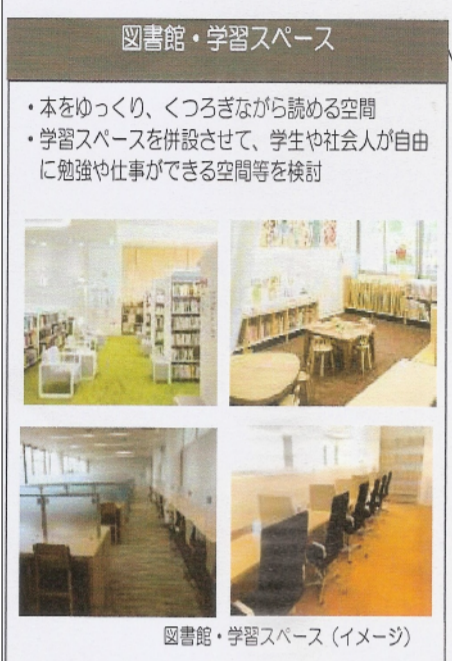 図書館・学習スペース
・本をゆっくり、くつろぎながら読める空間
・学習スペースを併設させて、学生や社会人が自由
に勉強や仕事ができる空間等を検討
図書館・学習スペース（イメージ）